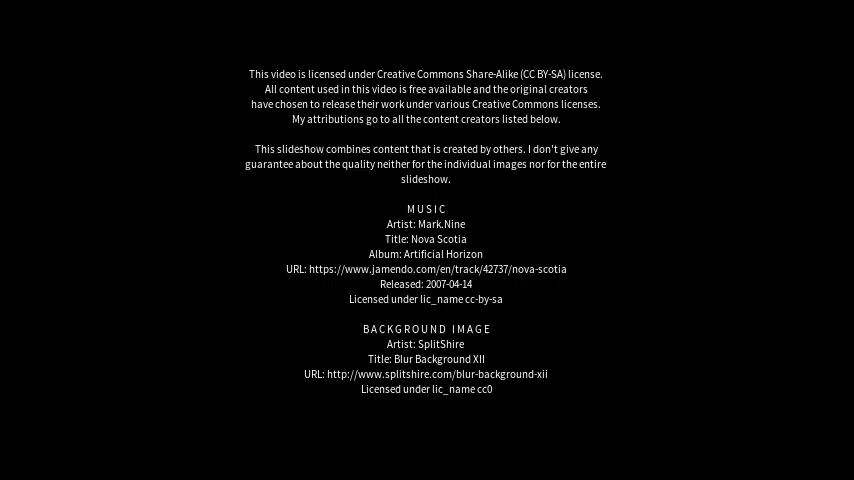 This video is licensed under Creative Commons Share-Alike (CC BY-SA) license.
All content used in this video is free available and the original creators
have chosen to release their work under various Creative Commons licenses.
My attributions go to all the content creators listed below.
This slideshow combines content that is created by others. I don't give any
guarantee about the quality neither for the individual images nor for the entire
slideshow.
MUSIC
Artist: Mark.Nine
Title: Nova Scotia
Album: Artificial Horizon
URL: https://www.jamendo.com/en/track/42737/nova-scotia
Released: 2007-04-14
Licensed under lic_name cc-by-sa
BACKGROUND IMAGE
Artist: SplitShire
Title: Blur Background XII
URL: http://www.splitshire.com/blur-background-xii
Licensed under lic_name cc0